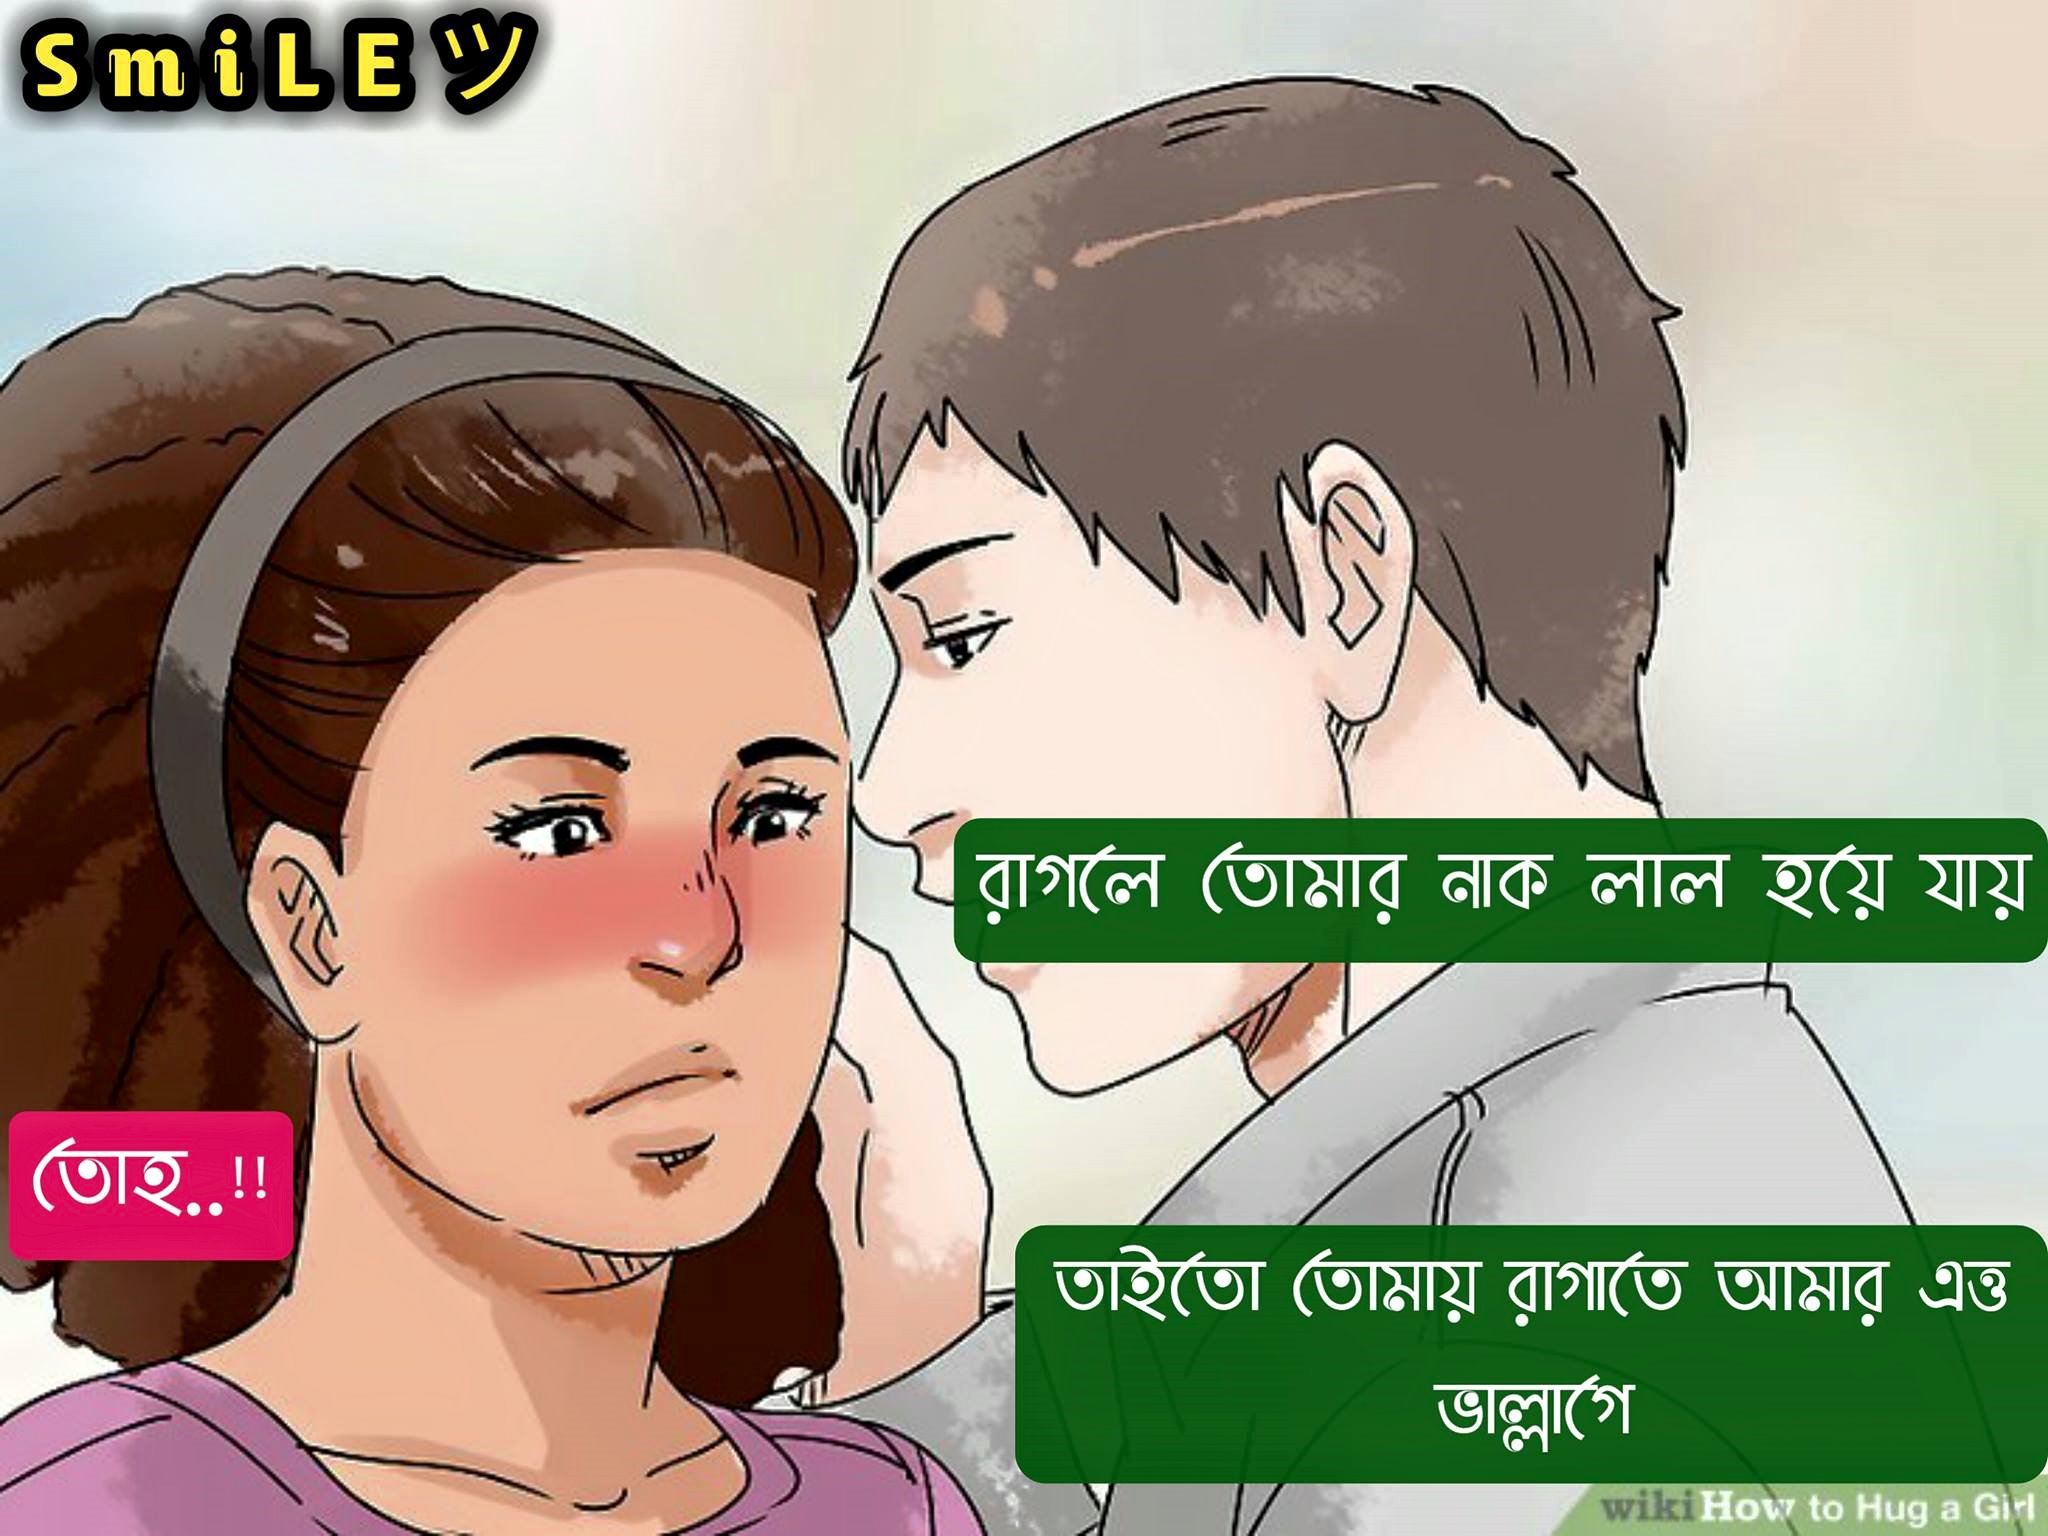 SmiLEツ
রাগলে তোমার নাক লাল হয়ে যায়
তোহ..!!
তাইতো তোমায় রাগাতে আমার এত্ত
ভাল্লাগে
wikiHow to Hug a Girl